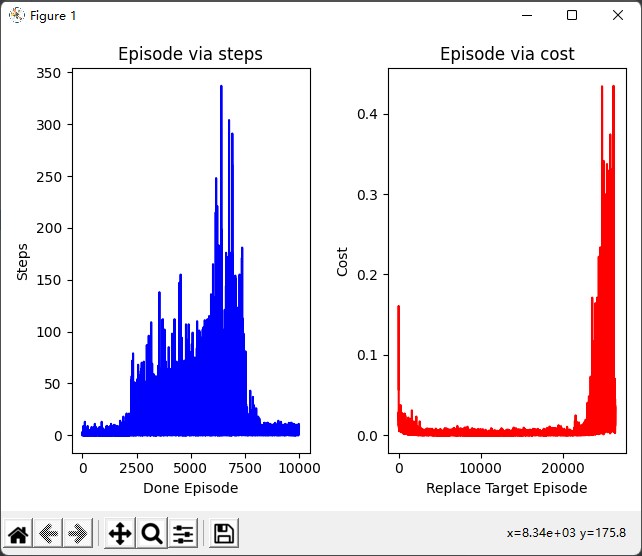 Figure 1
Episode via steps
350
300
250
200
150
100
50
0
Steps
0 2500 5000 7500 10000
Done Episode
Episode via cost
0.4
0.3
0.2
0.1
0.0
Cost
0 10000 20000
Replace Target Episode
x=8.34e+03 y=175.8